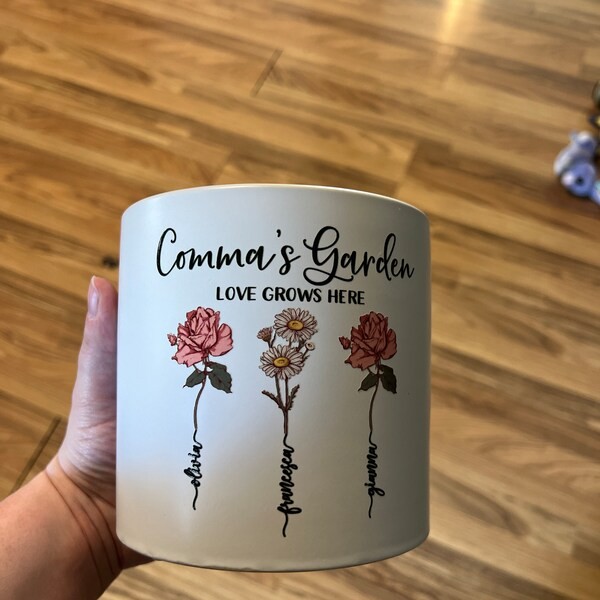 Comma's Garden
LOVE GROWS HERE
olivia
francesca
gianna